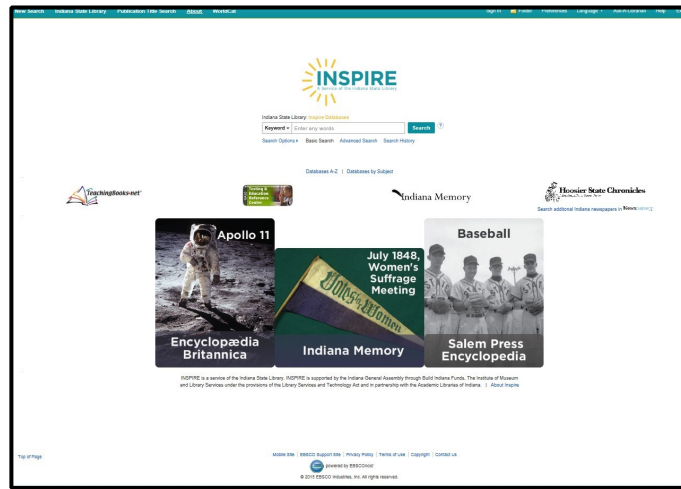 New Search Indiana State Library Publication Title Search About WorldCat
Sign In Folder Preferences Language Ask-A-Librarian Help
INSPIRE
A Service of the Indiana State Library
Indiana State Library: Inspire Databases
Keyword Enter any words Search ?
Search Options Basic Search Advanced Search Search History
Databases A-Z | Databases by Subject
TeachingBooks.net
Testing & Education Reference Center
Indiana Memory
Hoosier State Chronicles
Search additonal Indiana newspapers in
Apollo 11
Encyclopædia
Britannica
July 1848,
Women's
Suffrage
Meeting
Votes for Women
Indiana Memory
Baseball
Salem Press
Encyclopedia
INSPIRE is a service of the Indiana State Library. INSPIRE is supported by the Indiana General Assembly through Build Indiana Funds, The Institute of Museum
and Library Services under the provisions of the Library Services and Technology Act and in partnership with the Academic Libraries of Indiana. | About Inspire
Top of Page
Mobile Site | EBSCO Support Site | Privacy Policy | Terms of Use | Copyright | Contact Us
powered by EBSCOhost
© 2015 EBSCO Industries, Inc. All rights reserved.